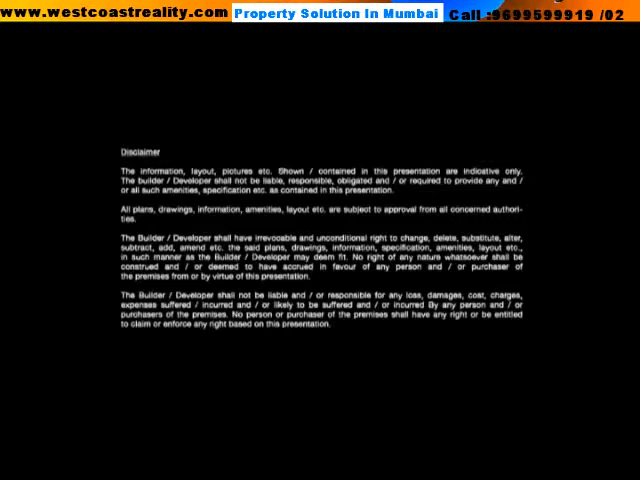 www.westcoastreality.com Property Solution In Mumbai Call :9699599919 /02
Disclaimer
The information, layout, pictures etc. Shown / contained in this presentation are indicative only.
The builder / Developer shall not be liable, responsible, obligated and / or required to provide any and /
or all such amenities, specification etc. as contained in this presentation.
All plans, drawings, information, amenities, layout etc. are subject to approval from all concerned authori-
ties.
The Builder / Developer shall have irrevocable and unconditional right to change, delete, substitute, alter,
subtract, add, amend etc. the said plans, drawings, information, specification, amenities, layout etc.,
in such manner as the Builder / Developer may deem fit. No right of any nature whatsoever shall be
construed and / or deemed to have accrued in favour of any person and / or purchaser of
the premises from or by virtue of this presentation.
The Builder / Developer shall not be liable and / or responsible for any loss, damages, cost, charges,
expenses suffered / incurred and / or likely to be suffered and / or incurred By any person and / or
purchasers of the premises. No person or purchaser of the premises shall have any right or be entitled
to claim or enforce any right based on this presentation.